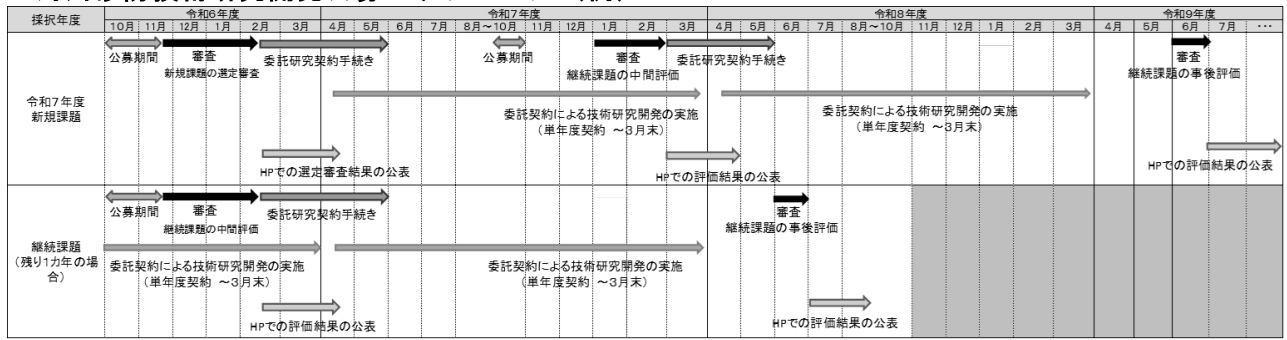 採択年度 令和6年度 令和7年度 令和8年度 令和9年度
10月 11月 12月 1月 2月 3月 4月 5月 6月 7月 8月～10月 11月 12月 1月 2月 3月 4月 5月 6月 7月 8月～10月 11月 12月 1月 2月 3月 4月 5月 6月 7月 …
令和7年度
新規課題
公募期間
審査
新規課題の選定審査
委託研究契約手続き
公募期間
審査
継続課題の中間評価
委託研究契約手続き
審査
継続課題の事後評価
委託契約による技術研究開発の実施
（単年度契約 ～3月末）
委託契約による技術研究開発の実施
（単年度契約 ～3月末）
HPでの選定審査結果の公表
HPでの評価結果の公表
HPでの評価結果の公表
継続課題
（残り1カ年の場
合）
公募期間
審査
継続課題の中間評価
委託研究契約手続き
審査
継続課題の事後評価
委託契約による技術研究開発の実施
（単年度契約 ～3月末）
委託契約による技術研究開発の実施
（単年度契約 ～3月末）
HPでの評価結果の公表
HPでの評価結果の公表